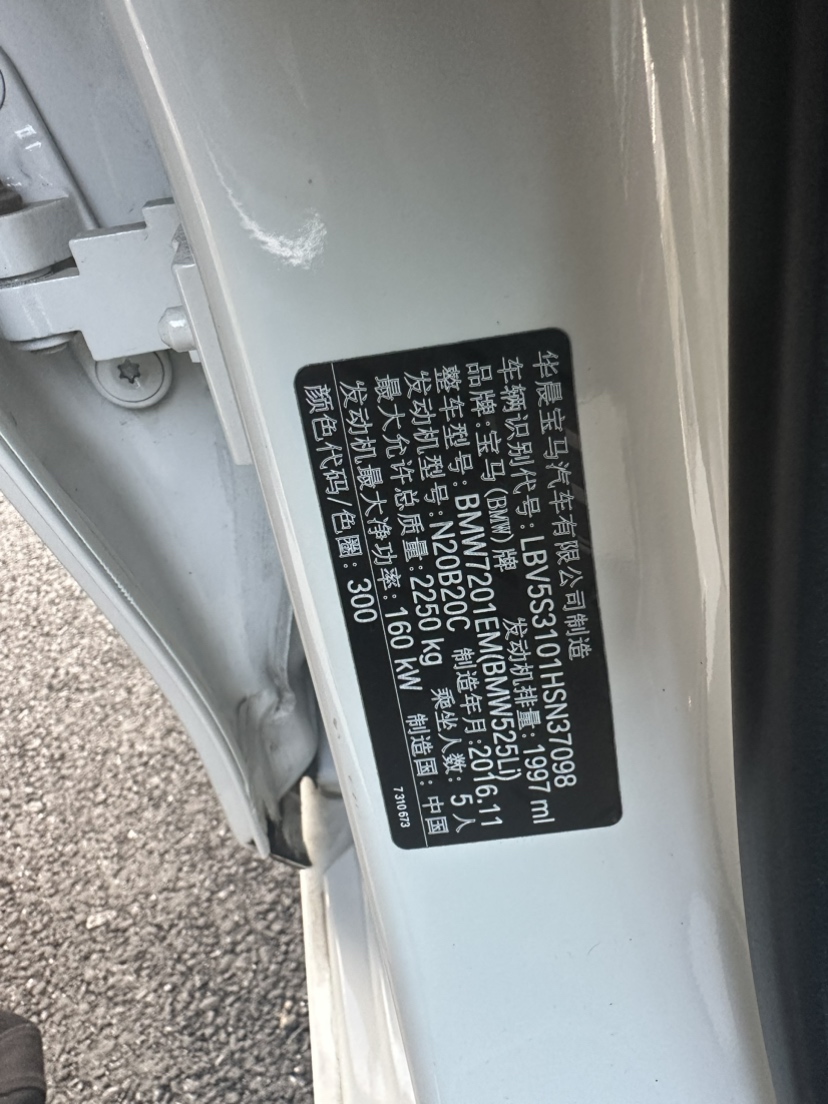 华晨宝马汽车有限公司制造
车辆识别代号: LBV5S3101HSN37098
品牌: 宝马(BMW)牌 发动机排量: 1997 ml
整车型号: BMW7201EM(BMW525Li)
发动机型号: N20B20C 制造年月: 2016.11
最大允许总质量: 2250 kg 乘坐人数: 5人
发动机最大净功率: 160 kW 制造国: 中国
颜色代码/色圈: 300 7310673